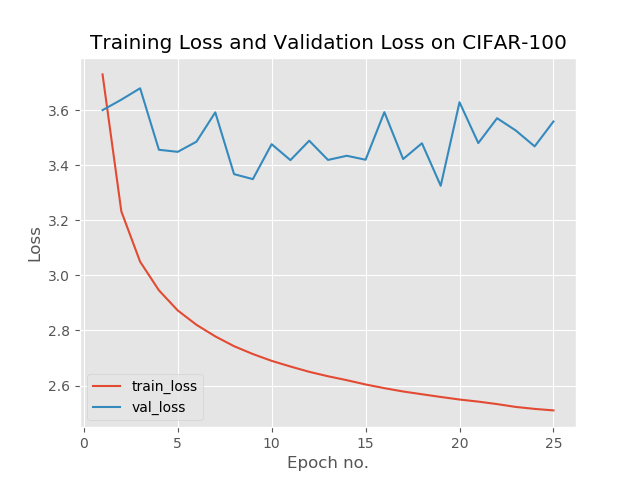 Training Loss and Validation Loss on CIFAR-100
Loss
3.6
3.4
3.2
3.0
2.8
2.6
train_loss
val_loss
0 5 10 15 20 25
Epoch no.